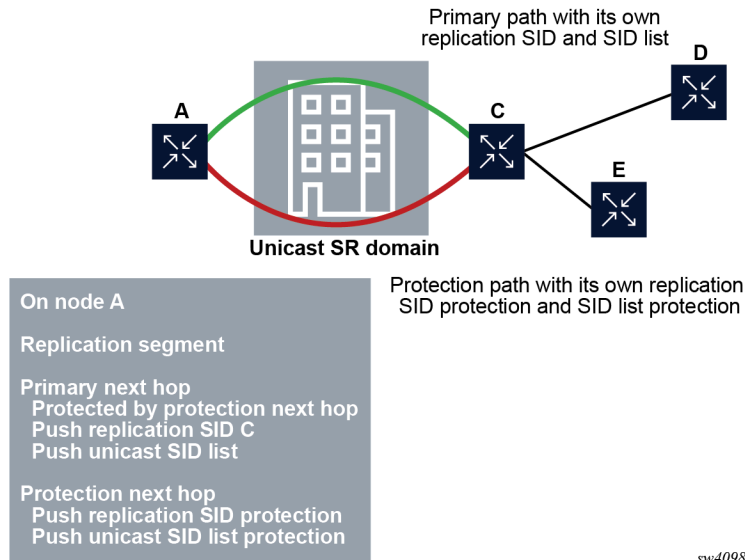 Primary path with its own
replication SID and SID list
D
A
C
E
Unicast SR domain
Protection path with its own replication
SID protection and SID list protection
On node A
Replication segment
Primary next hop
Protected by protection next hop
Push replication SID C
Push unicast SID list
Protection next hop
Push replication SID protection
Push unicast SID list protection
sw4098